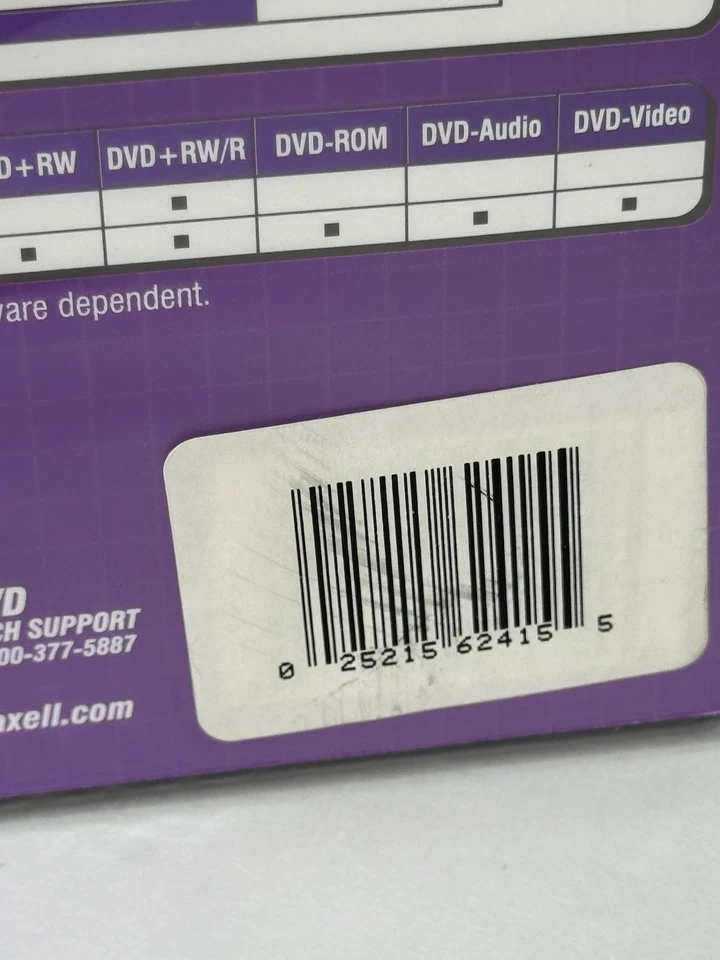 D+RW DVD+RW/R DVD-ROM DVD-Audio DVD-Video
ware dependent.
VD
CH SUPPORT
00-377-5887
axell.com
0 25215 62415 5